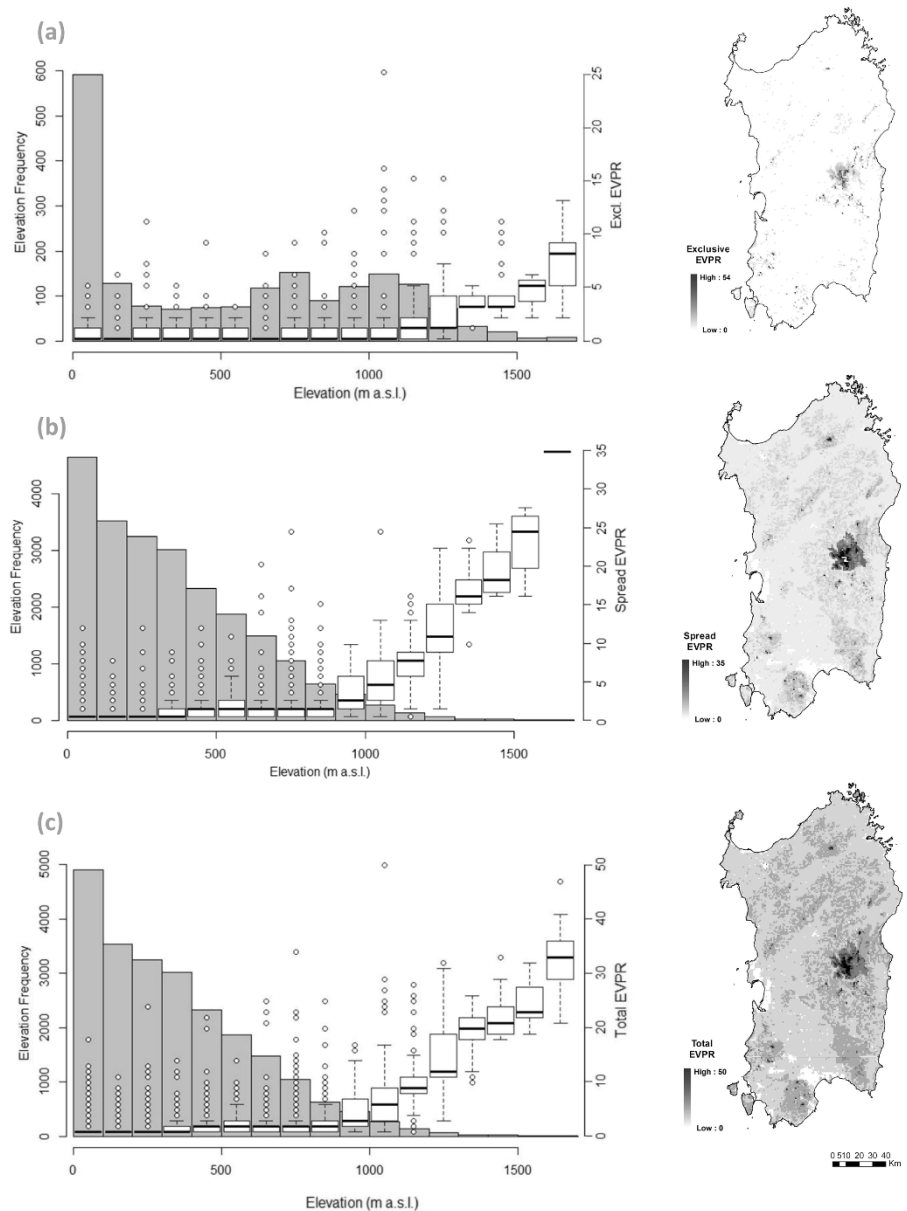 (a)
600
500
400
300
200
100
0
Elevation Frequency
25
20
15
10
5
0
Excl. EVPR
0 500 1000 1500
Elevation (m a.s.l.)
Exclusive
EVPR
High : 54
Low : 0
(b)
4000
3000
2000
1000
0
Elevation Frequency
35
30
25
20
15
10
5
0
Spread EVPR
0 500 1000 1500
Elevation (m a.s.l.)
Spread
EVPR
High : 35
Low : 0
(c)
5000
4000
3000
2000
1000
0
Elevation Frequency
50
40
30
20
10
0
Total EVPR
0 500 1000 1500
Elevation (m a.s.l.)
Total
EVPR
High : 50
Low : 0
0 5 10 20 30 40
Km